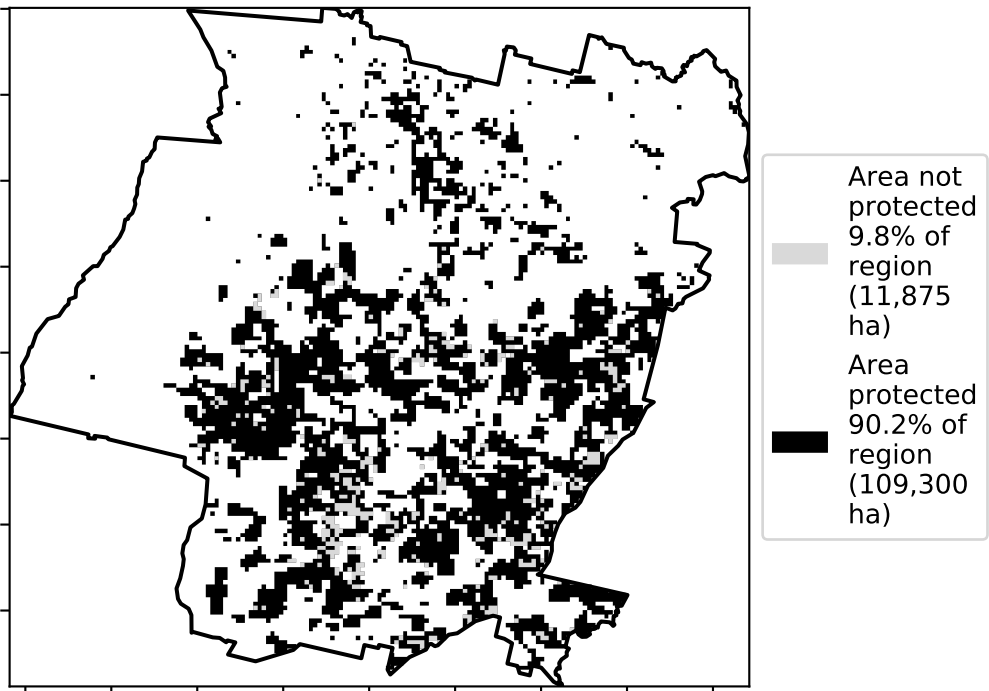 Area not
protected
9.8% of
region
(11,875
ha)
Area
protected
90.2% of
region
(109,300
ha)